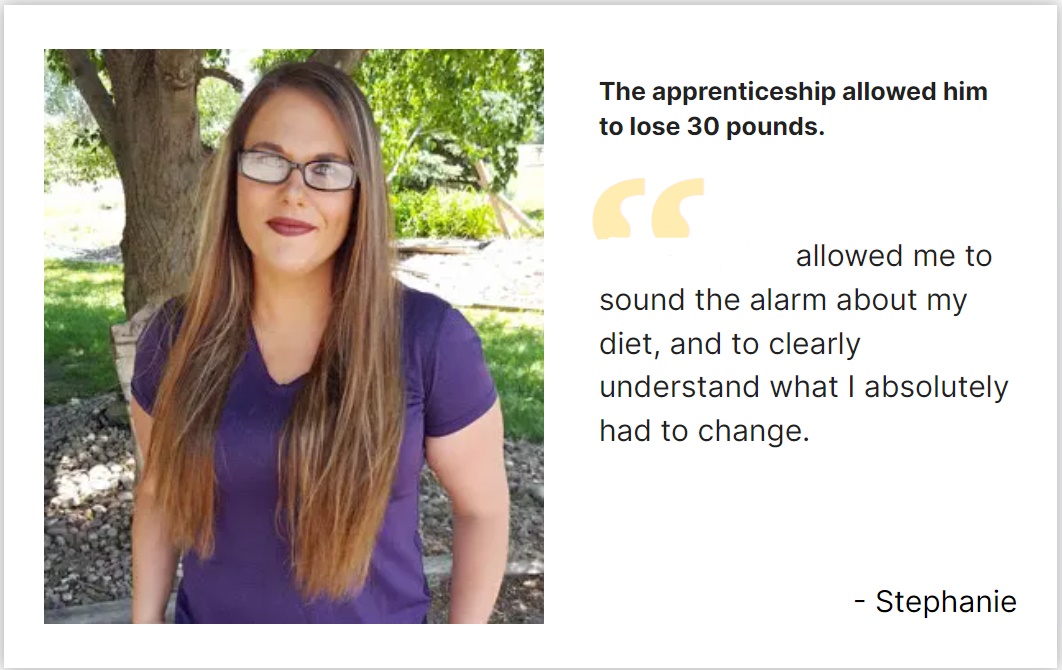 The apprenticeship allowed him
to lose 30 pounds.
“
allowed me to
sound the alarm about my
diet, and to clearly
understand what I absolutely
had to change.
- Stephanie